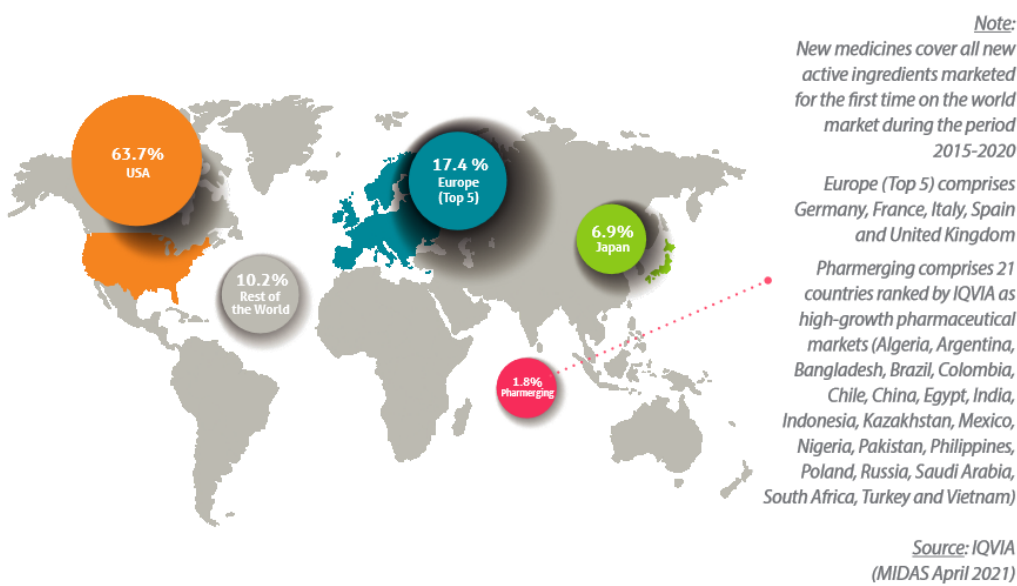 63.7%
USA
17.4 %
Europe
(Top 5)
6.9%
Japan
10.2%
Rest of
the World
1.8%
Pharmerging
Note:
New medicines cover all new
active ingredients marketed
for the first time on the world
market during the period
2015-2020
Europe (Top 5) comprises
Germany, France, Italy, Spain
and United Kingdom
Pharmerging comprises 21
countries ranked by IQVIA as
high-growth pharmaceutical
markets (Algeria, Argentina,
Bangladesh, Brazil, Colombia,
Chile, China, Egypt, India,
Indonesia, Kazakhstan, Mexico,
Nigeria, Pakistan, Philippines,
Poland, Russia, Saudi Arabia,
South Africa, Turkey and Vietnam)
Source: IQVIA
(MIDAS April 2021)